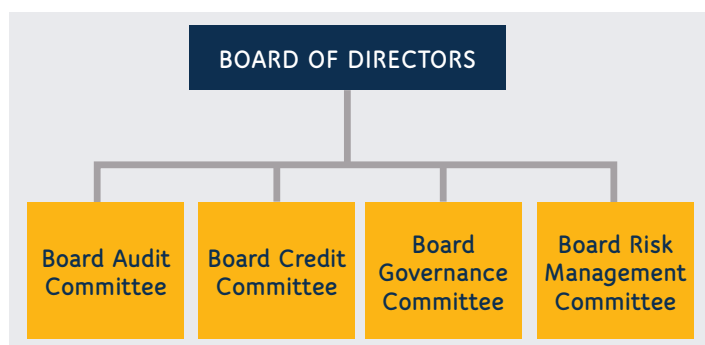 BOARD OF DIRECTORS
Board Audit
Committee
Board Credit
Committee
Board
Governance
Committee
Board Risk
Management
Committee